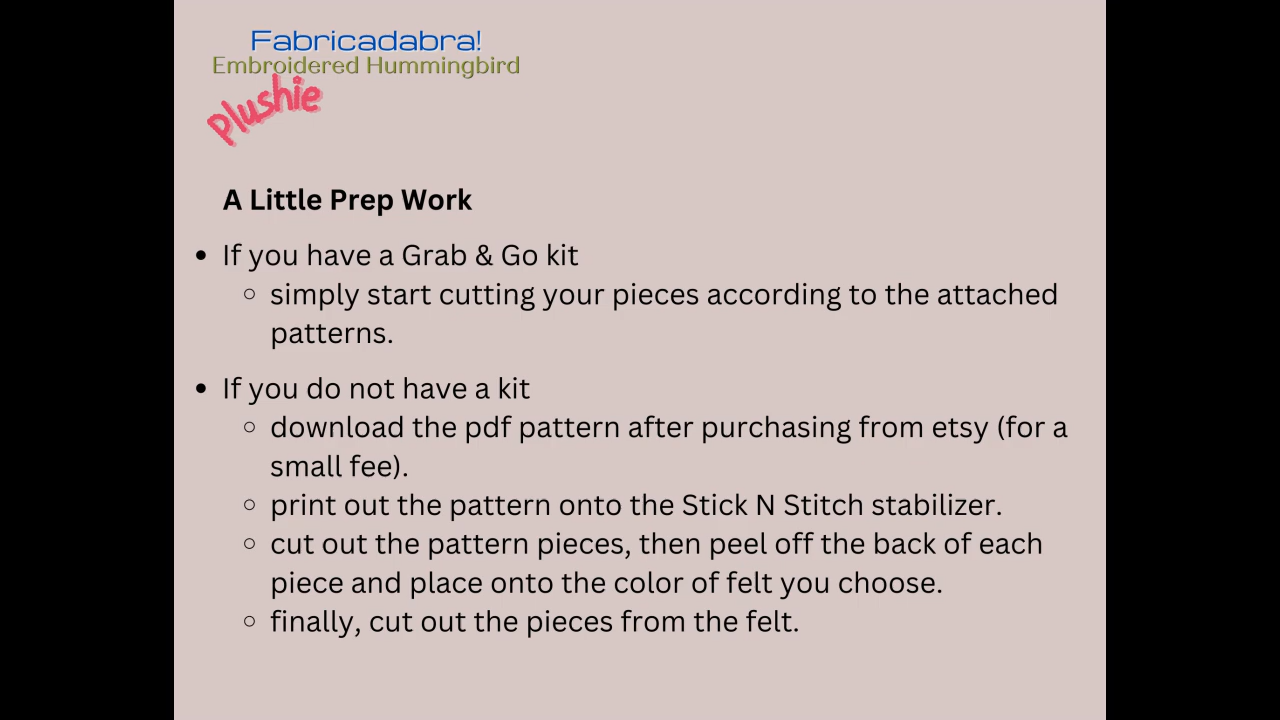 Fabricadabra!
Embroidered Hummingbird
plushie
A Little Prep Work
• If you have a Grab & Go kit
◦ simply start cutting your pieces according to the attached
patterns.
• If you do not have a kit
◦ download the pdf pattern after purchasing from etsy (for a
small fee).
◦ print out the pattern onto the Stick N Stitch stabilizer.
◦ cut out the pattern pieces, then peel off the back of each
piece and place onto the color of felt you choose.
◦ finally, cut out the pieces from the felt.